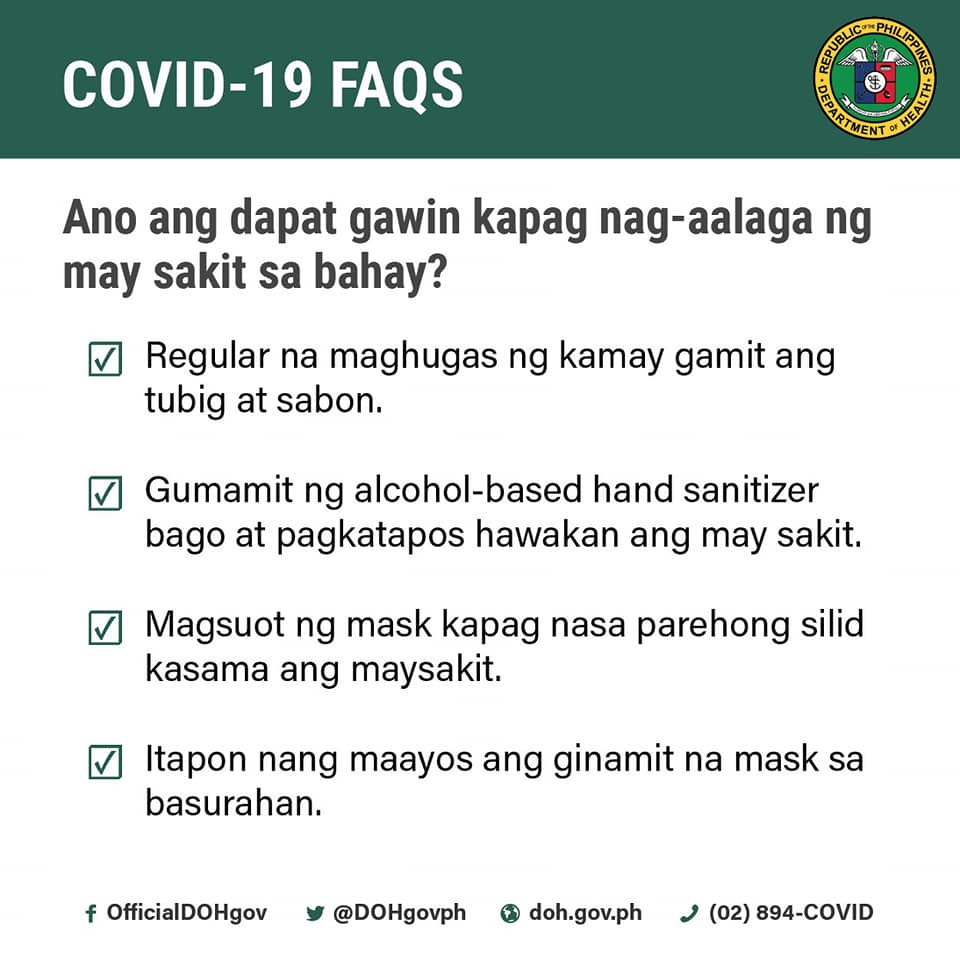 COVID-19 FAQS
REPUBLIC OF THE PHILIPPINES
DEPARTMENT OF HEALTH
Ano ang dapat gawin kapag nag-aalaga ng
may sakit sa bahay?
Regular na maghugas ng kamay gamit ang
tubig at sabon.
Gumamit ng alcohol-based hand sanitizer
bago at pagkatapos hawakan ang may sakit.
Magsuot ng mask kapag nasa parehong silid
kasama ang maysakit.
Itapon nang maayos ang ginamit na mask sa
basurahan.
OfficialDOHgov @DOHgovph doh.gov.ph (02) 894-COVID